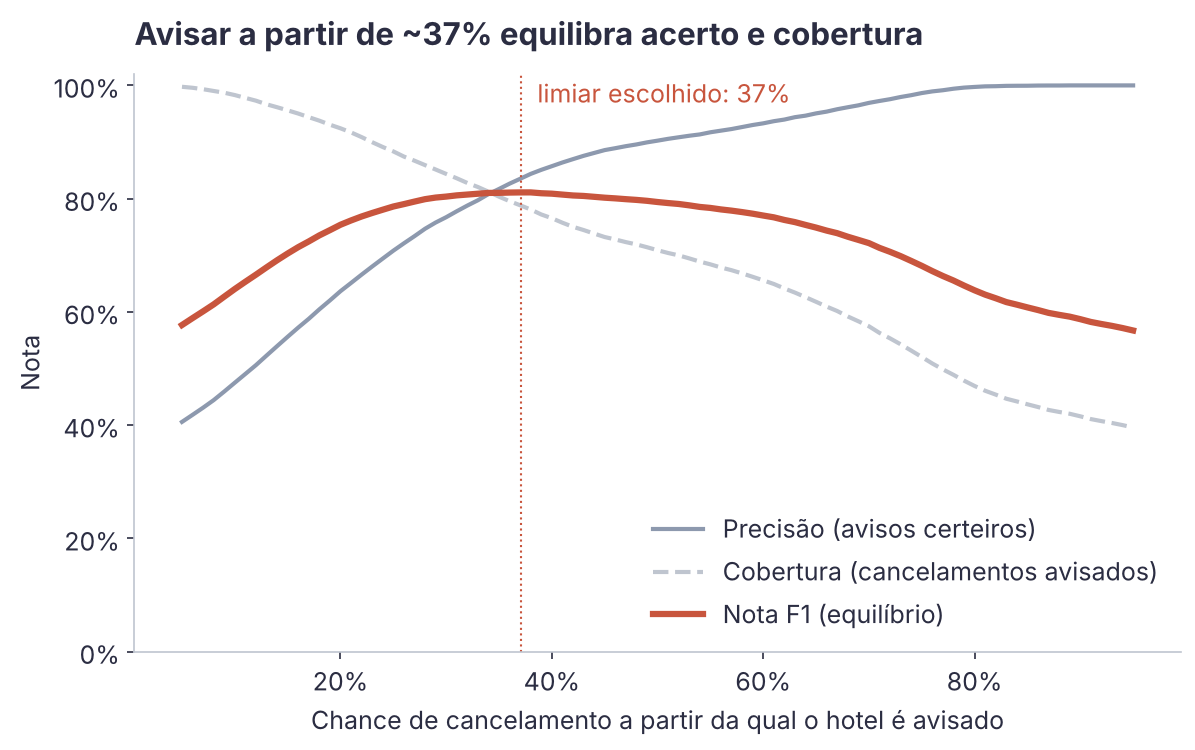 Avisar a partir de ~37% equilibra acerto e cobertura
limiar escolhido: 37%
100%
80%
60%
40%
20%
0%
Nota
Precisão (avisos certeiros)
Cobertura (cancelamentos avisados)
Nota F1 (equilíbrio)
20%
40%
60%
80%
Chance de cancelamento a partir da qual o hotel é avisado